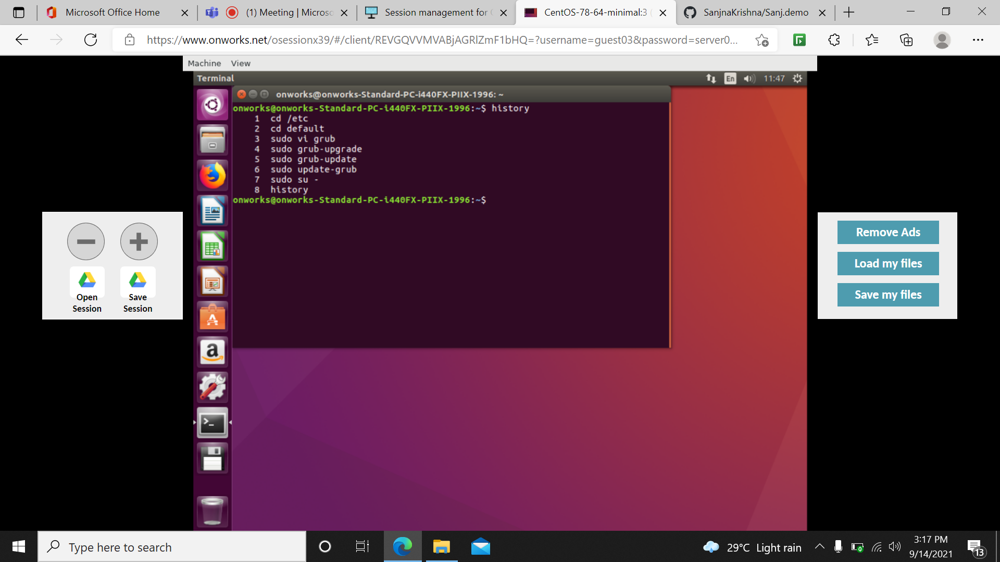 Microsoft Office Home
(1) Meeting | Microso
Session management for
CentOS-78-64-minimal:3
SanjnaKrishna/Sanj.demo
https://www.onworks.net/osessionx39/#/client/REVGQVVMVABjAGRlZmF1bHQ=?username=guest03&password=server0...
Machine View
Terminal
En
11:47
onworks@onworks-Standard-PC-i440FX-PIIX-1996: ~
onworks@onworks-Standard-PC-i440FX-PIIX-1996:~$ history
1 cd /etc
2 cd default
3 sudo vi grub
4 sudo grub-upgrade
5 sudo grub-update
6 sudo update-grub
7 sudo su -
8 history
onworks@onworks-Standard-PC-i440FX-PIIX-1996:~$
Open
Session
Save
Session
Remove Ads
Load my files
Save my files
Type here to search
29°C Light rain
3:17 PM
9/14/2021
13